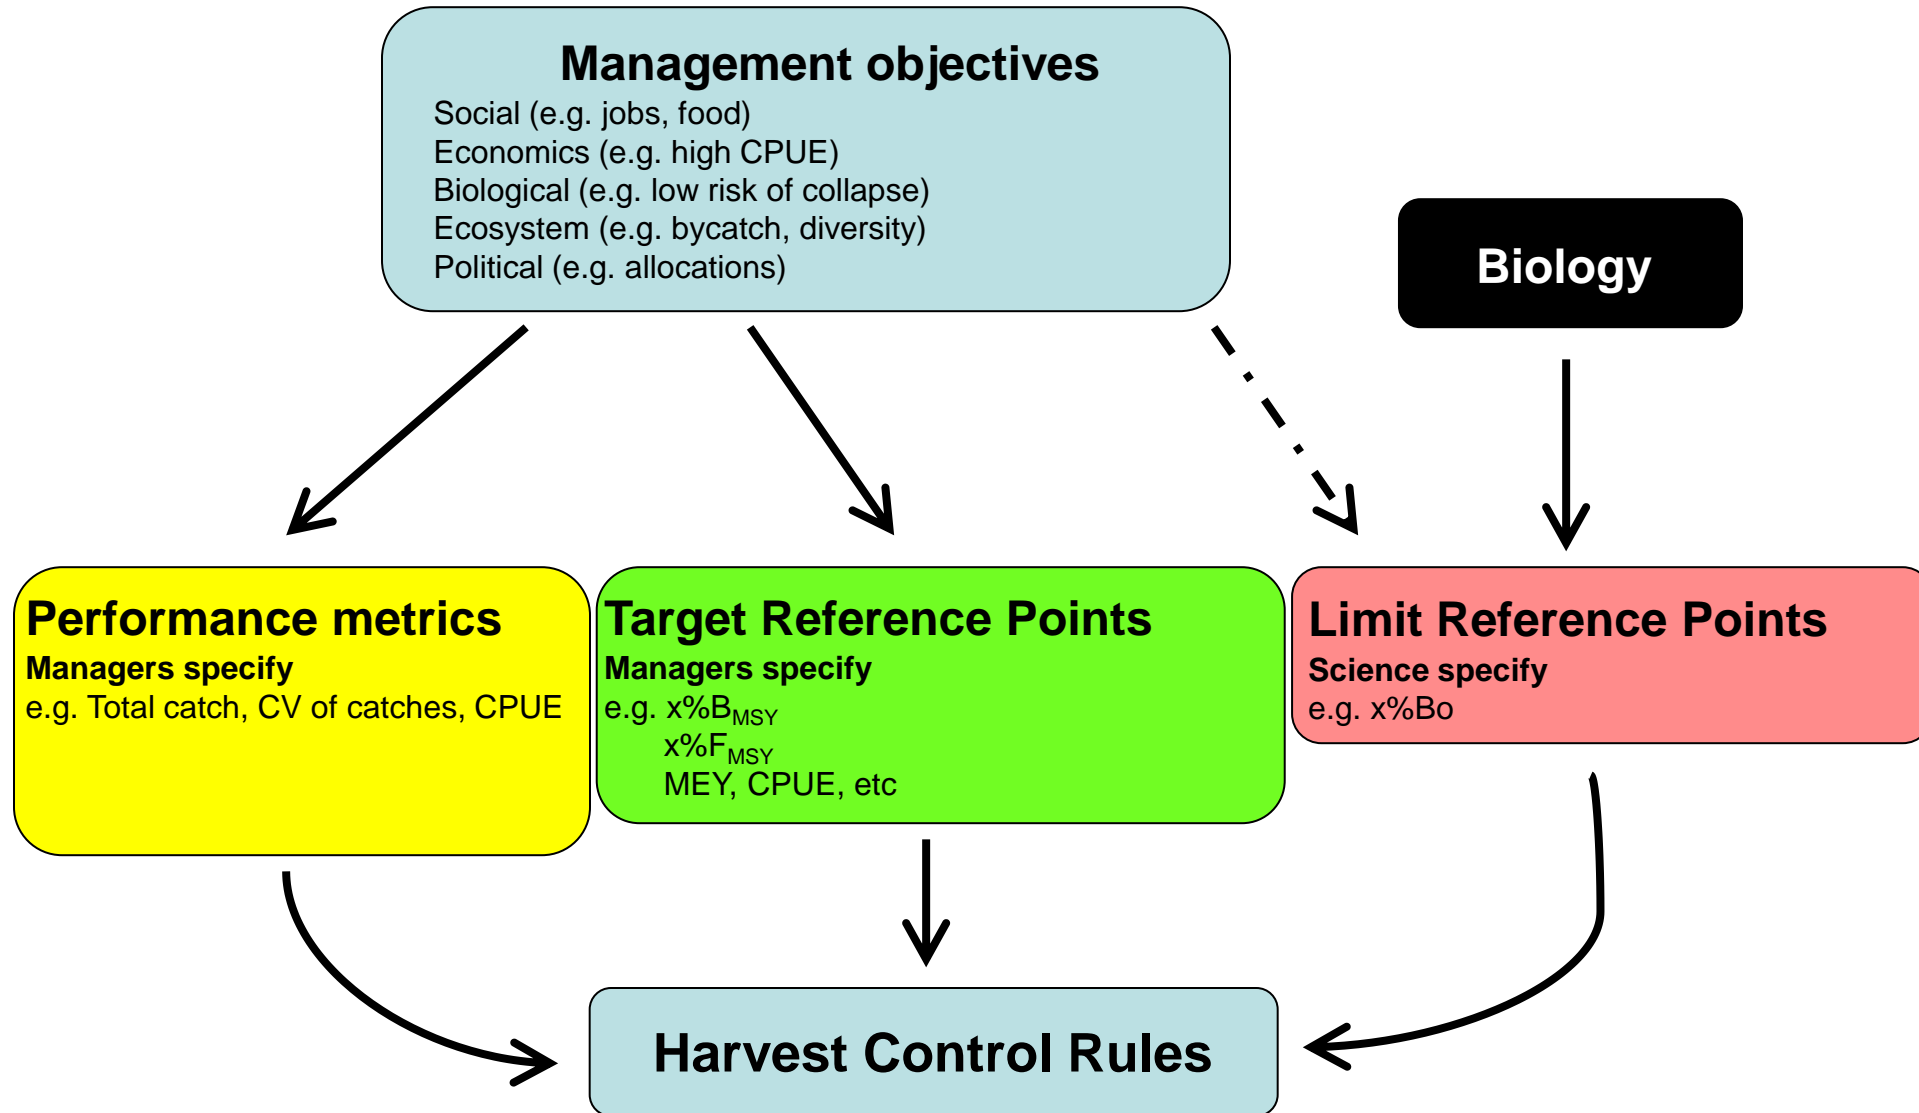 Management objectives
Social (e.g. jobs, food)
Economics (e.g. high CPUE)
Biological (e.g. low risk of collapse)
Ecosystem (e.g. bycatch, diversity)
Political (e.g. allocations)
Biology
Performance metrics
Managers specify
e.g. Total catch, CV of catches, CPUE
Target Reference Points
Managers specify
e.g. x%BMSY
x%FMSY
MEY, CPUE, etc
Limit Reference Points
Science specify
e.g. x%Bo
Harvest Control Rules